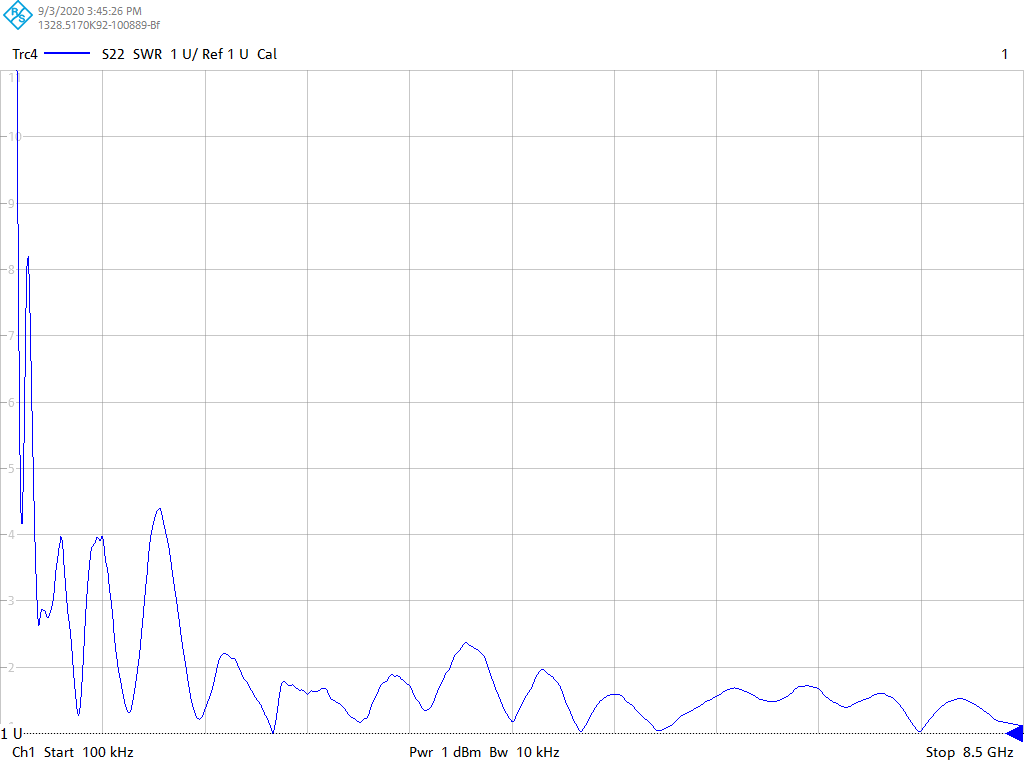 R S
9/3/2020 3:45:26 PM
1328.5170K92-100889-Bf
Trc4 S22 SWR 1 U/ Ref 1 U Cal 1
11
10
9
8
7
6
5
4
3
2
1 U
Ch1 Start 100 kHz Pwr 1 dBm Bw 10 kHz Stop 8.5 GHz